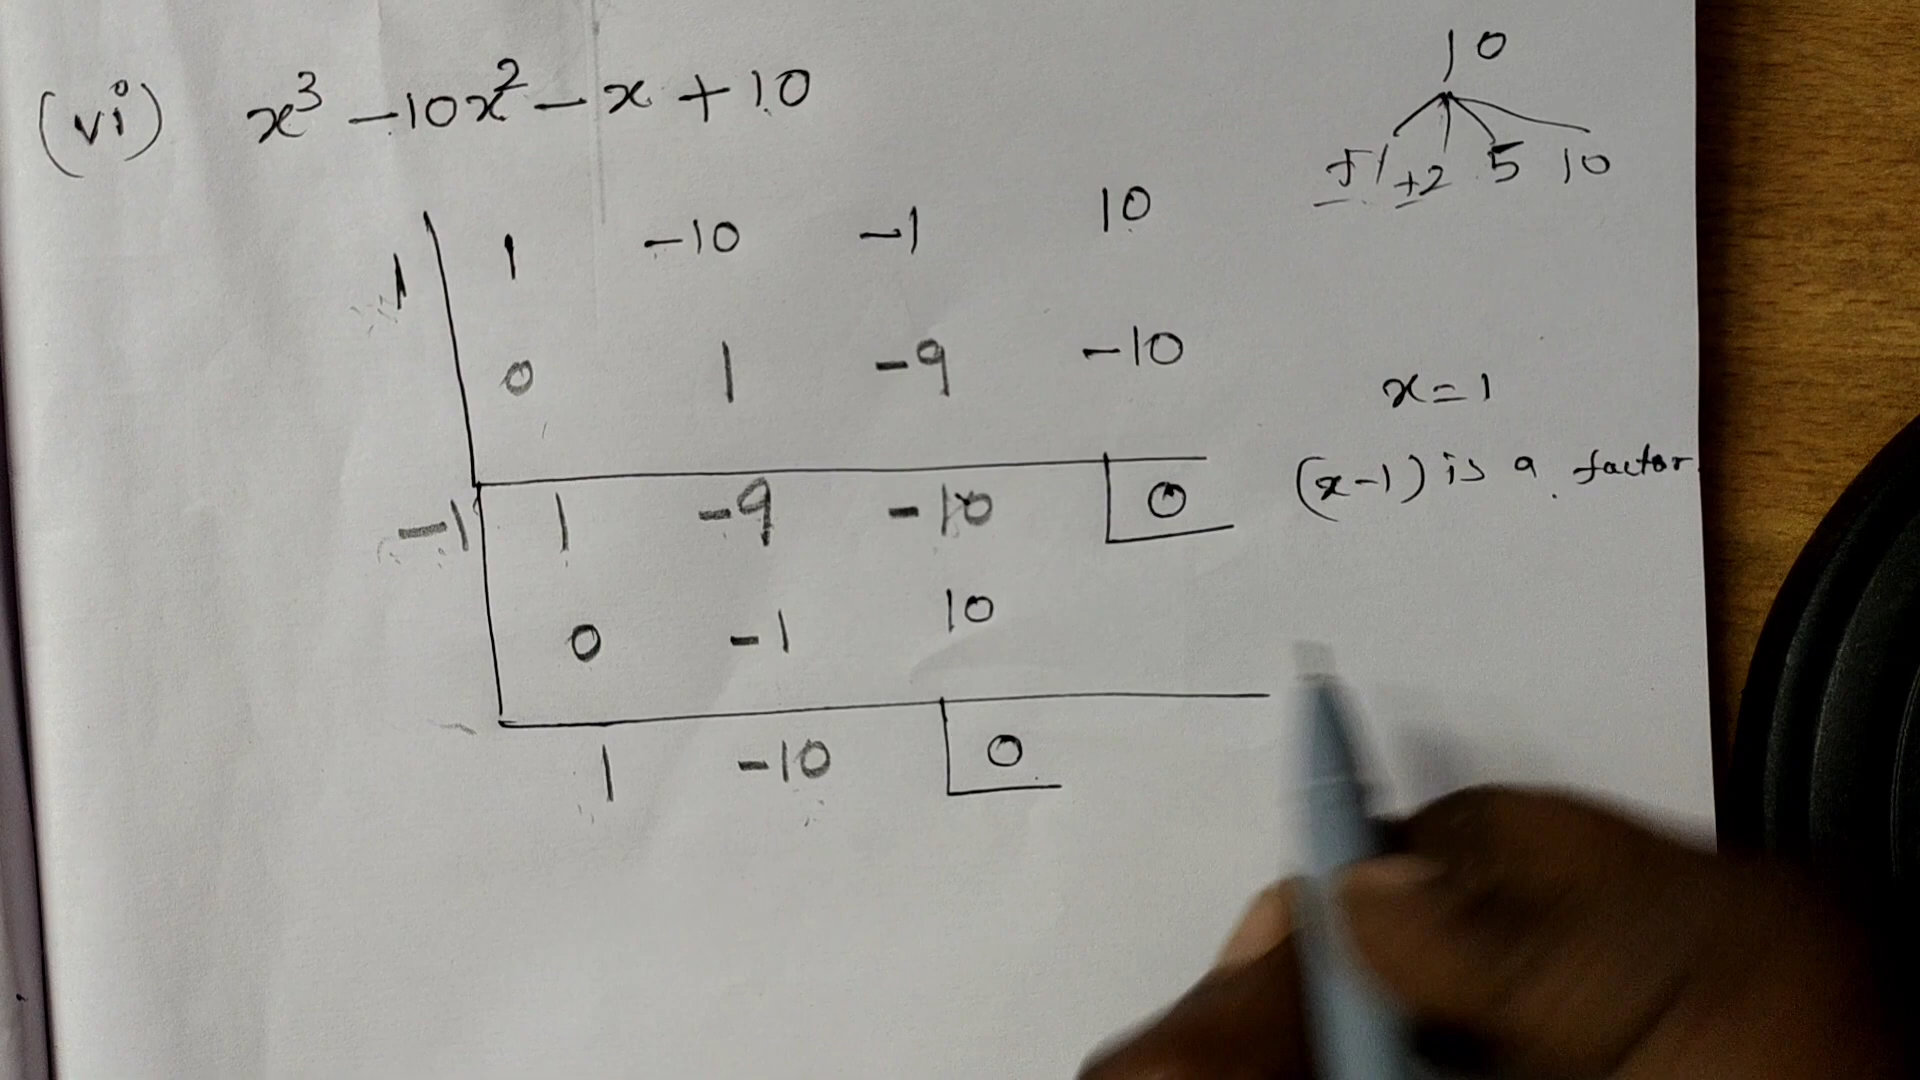 (vi) x³ -10x² - x + 10
10
±1 ±2 5 10
1 1 -10 -1 10
0 1 -9 -10
x = 1
-1 1 -9 -10 0
(x-1) is a factor.
0 -1 10
1 -10 0